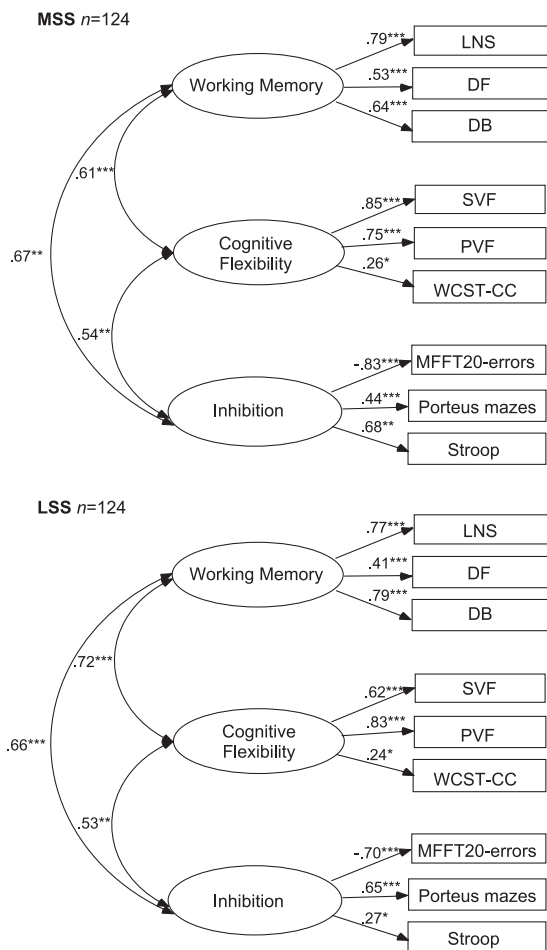 MSS n=124
.79***
LNS
Working Memory
.53***
DF
.64***
DB
.61***
.85***
SVF
Cognitive
Flexibility
.75***
PVF
.26*
WCST-CC
.67**
.54**
-.83***
MFFT20-errors
Inhibition
.44***
Porteus mazes
.68**
Stroop
LSS n=124
.77***
LNS
Working Memory
.41***
DF
.79***
DB
.72***
.62***
SVF
Cognitive
Flexibility
.83***
PVF
.24*
WCST-CC
.66***
.53**
-.70***
MFFT20-errors
Inhibition
.65***
Porteus mazes
.27*
Stroop